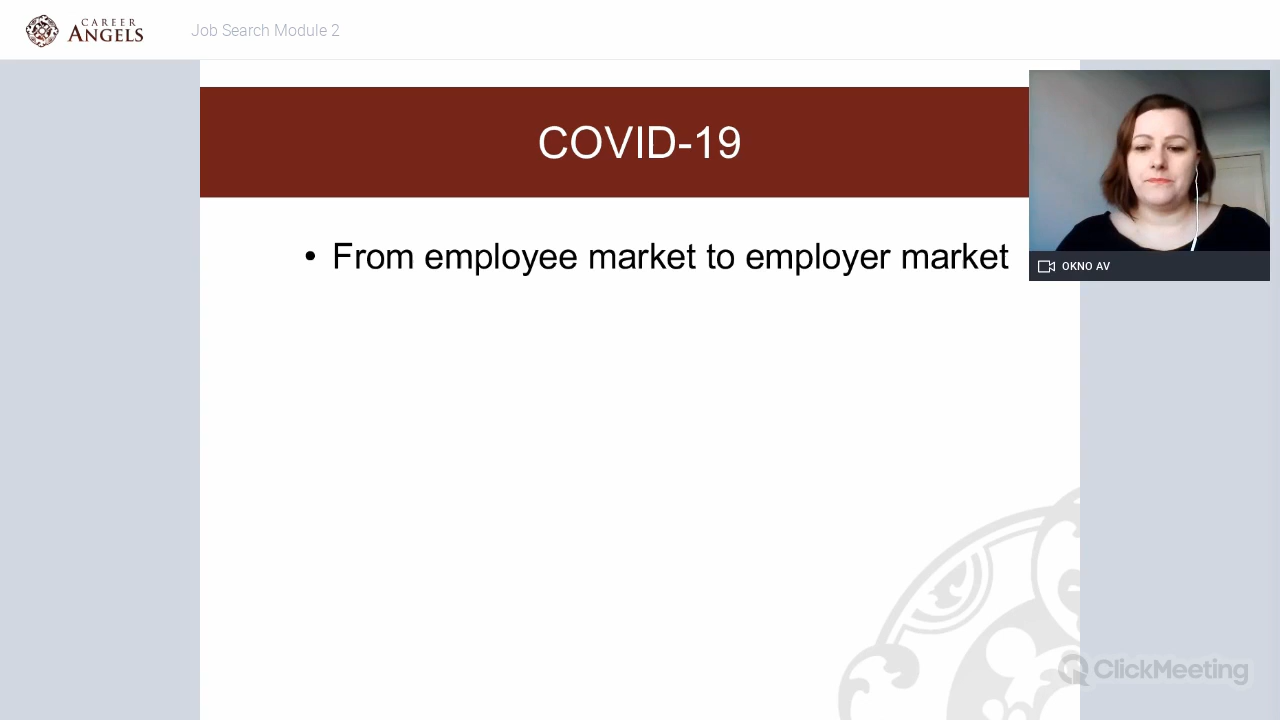 CAREER
ANGELS
Job Search Module 2
COVID-19
• From employee market to employer market
OKNO AV
ClickMeeting